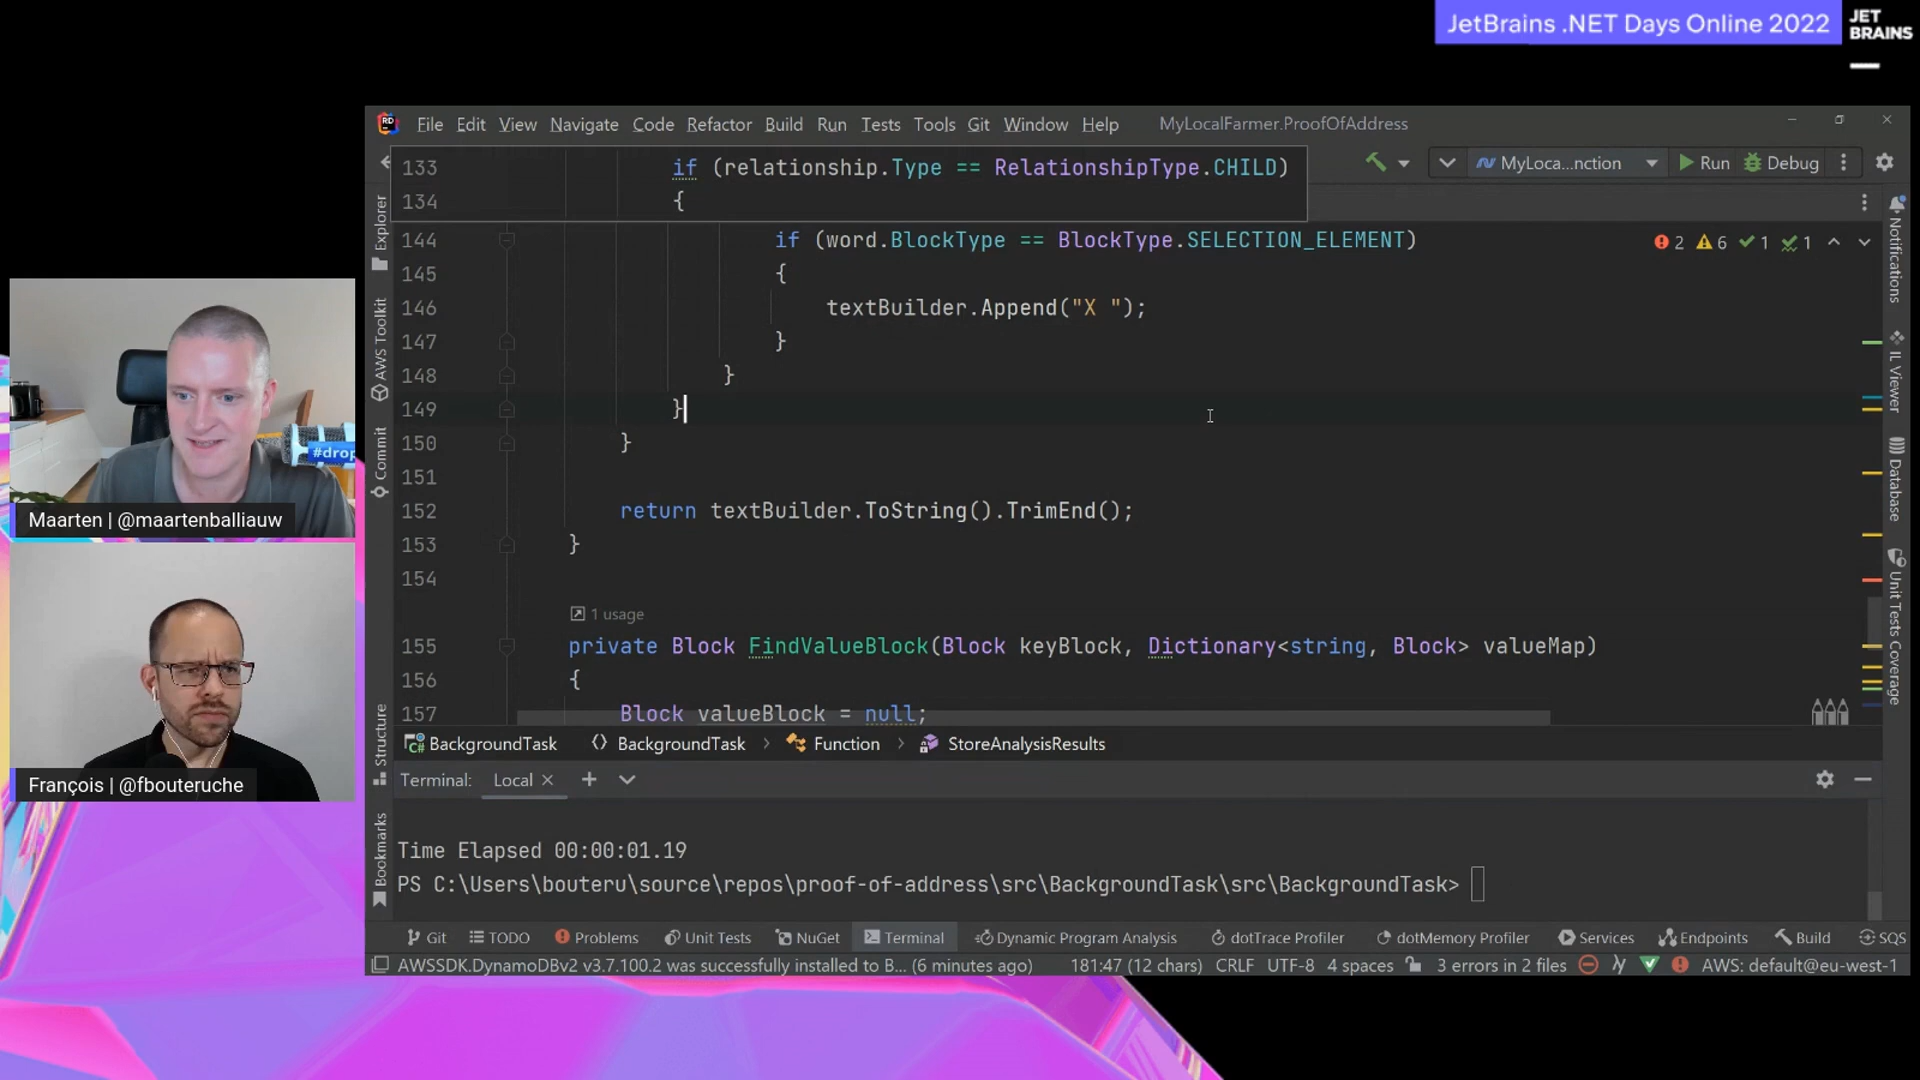 JetBrains .NET Days Online 2022
JET
BRAINS
RD
File Edit View Navigate Code Refactor Build Run Tests Tools Git Window Help MyLocalFarmer.ProofOfAddress
MyLoca...nction Run Debug
133 if (relationship.Type == RelationshipType.CHILD)
134 {
144 if (word.BlockType == BlockType.SELECTION_ELEMENT)
2 6 1 1
145 {
146 textBuilder.Append("X ");
147 }
148 }
149 }
150 }
151
152 return textBuilder.ToString().TrimEnd();
153 }
154
1 usage
155 private Block FindValueBlock(Block keyBlock, Dictionary<string, Block> valueMap)
156 {
157 Block valueBlock = null;
Explorer
AWS Toolkit
Commit
Structure
Bookmarks
Notifications
IL Viewer
Database
Unit Tests Coverage
BackgroundTask BackgroundTask > Function > StoreAnalysisResults
Terminal: Local × +
Time Elapsed 00:00:01.19
PS C:\Users\bouteru\source\repos\proof-of-address\src\BackgroundTask\src\BackgroundTask>
Git TODO Problems Unit Tests NuGet Terminal Dynamic Program Analysis dotTrace Profiler dotMemory Profiler Services Endpoints Build SQS
AWSSDK.DynamoDBv2 v3.7.100.2 was successfully installed to B... (6 minutes ago) 181:47 (12 chars) CRLF UTF-8 4 spaces 3 errors in 2 files AWS: default@eu-west-1
#drop
Maarten | @maartenballiauw
François | @fbouteruche